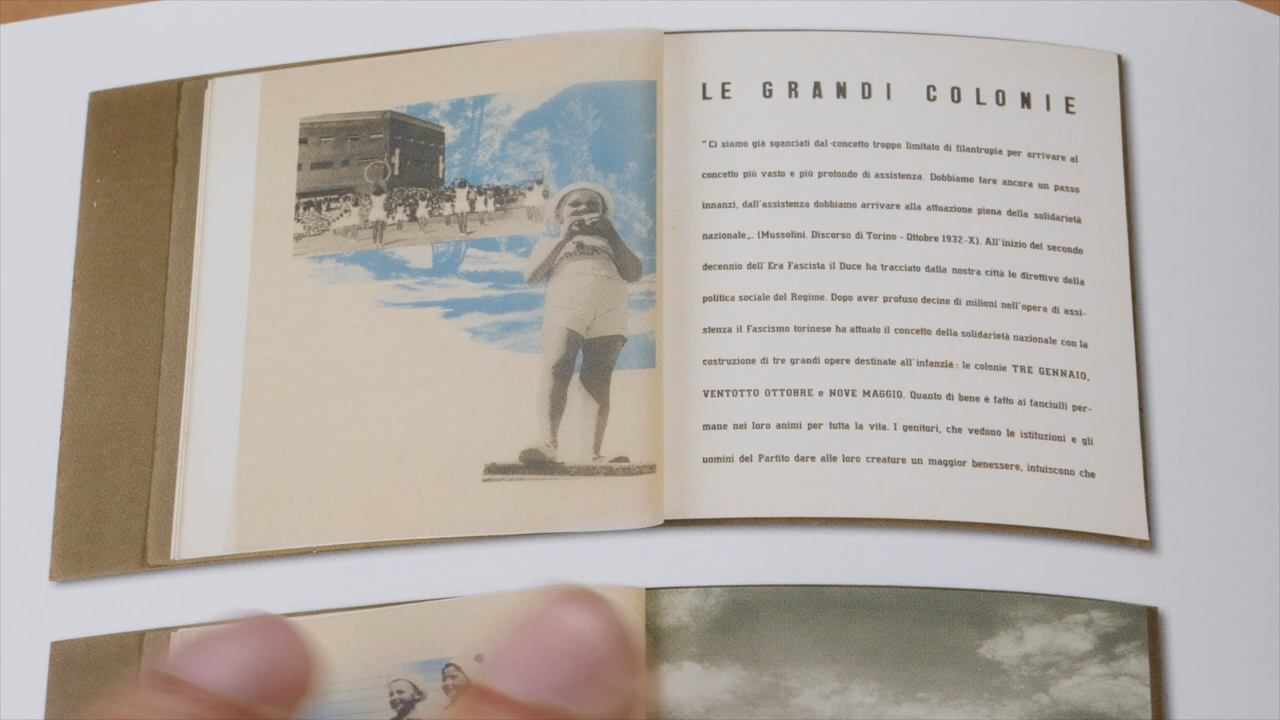 LE GRANDI COLONIE
"Ci siamo già sganciati dal concetto troppo limitato di filantropia per arrivare al
concetto più vasto e più profondo di assistenza. Dobbiamo fare ancora un passo
innanzi, dall'assistenza dobbiamo arrivare alla attuazione piena della solidarietà
nazionale„. (Mussolini. Discorso di Torino - Ottobre 1932-X). All'inizio del secondo
decennio dell'Era Fascista il Duce ha tracciato dalla nostra città le direttive della
politica sociale del Regime. Dopo aver profuso decine di milioni nell'opera di assi-
stenza il Fascismo torinese ha attuato il concetto della solidarietà nazionale con la
costruzione di tre grandi opere destinate all'infanzia: le colonie TRE GENNAIO,
VENTOTTO OTTOBRE e NOVE MAGGIO. Quanto di bene è fatto ai fanciulli per-
mane nei loro animi per tutta la vita. I genitori, che vedono le istituzioni e gli
uomini del Partito dare alle loro creature un maggior benessere, intuiscono che